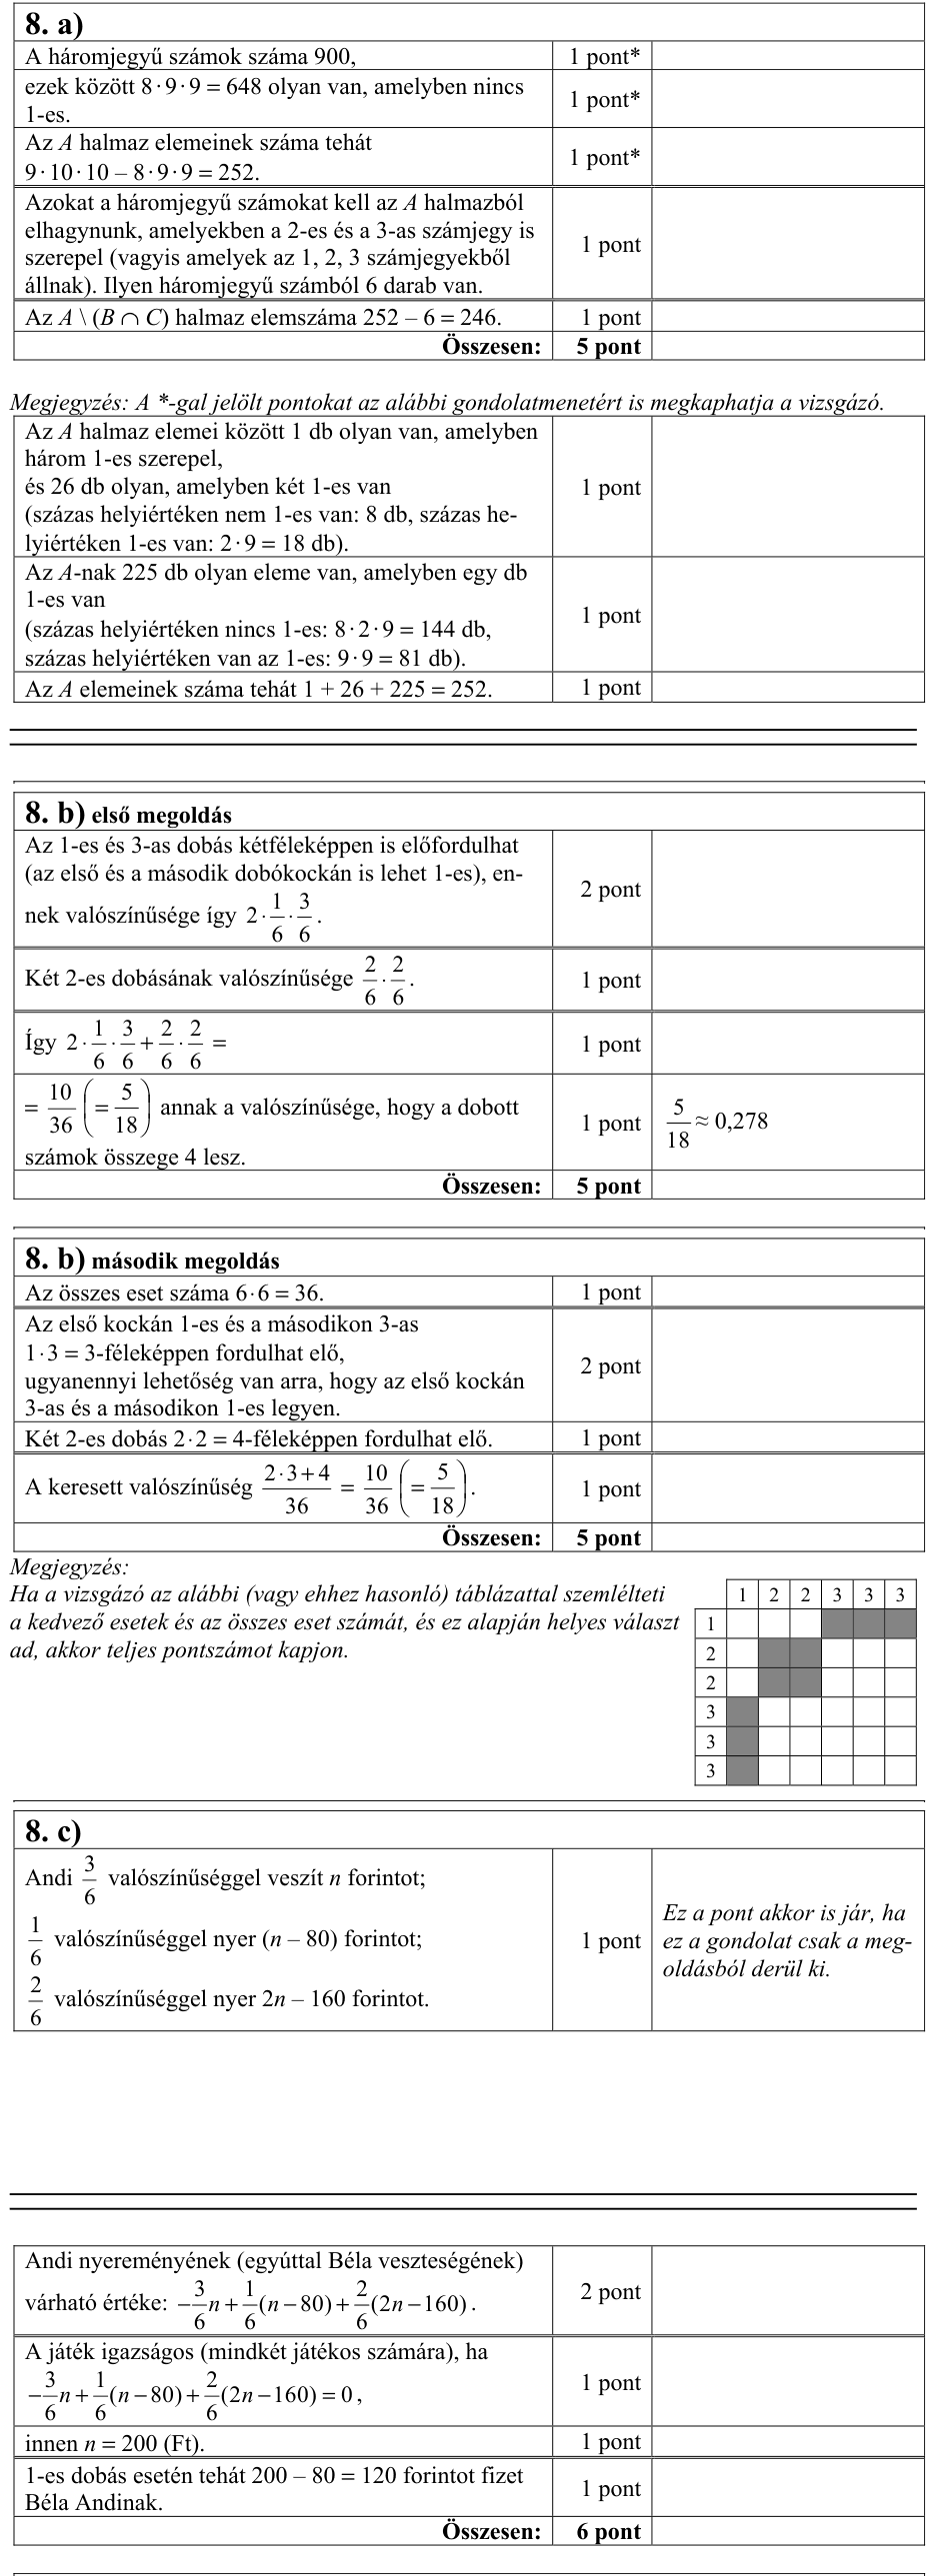 8. a)
A háromjegyű számok száma 900,
1 pont*
ezek között 8·9·9 = 648 olyan van, amelyben nincs
1-es.
1 pont*
Az A halmaz elemeinek száma tehát
9·10·10 – 8·9·9 = 252.
1 pont*
Azokat a háromjegyű számokat kell az A halmazból
elhagynunk, amelyekben a 2-es és a 3-as számjegy is
szerepel (vagyis amelyek az 1, 2, 3 számjegyekből
állnak). Ilyen háromjegyű számból 6 darab van.
1 pont
Az A \ (B ∩ C) halmaz elemszáma 252 – 6 = 246.
1 pont
Összesen:
5 pont
Megjegyzés: A *-gal jelölt pontokat az alábbi gondolatmenetért is megkaphatja a vizsgázó.
Az A halmaz elemei között 1 db olyan van, amelyben
három 1-es szerepel,
és 26 db olyan, amelyben két 1-es van
(százas helyiértéken nem 1-es van: 8 db, százas he-
lyiértéken 1-es van: 2·9 = 18 db).
1 pont
Az A-nak 225 db olyan eleme van, amelyben egy db
1-es van
(százas helyiértéken nincs 1-es: 8·2·9 = 144 db,
százas helyiértéken van az 1-es: 9·9 = 81 db).
1 pont
Az A elemeinek száma tehát 1 + 26 + 225 = 252.
1 pont
8. b) első megoldás
Az 1-es és 3-as dobás kétféleképpen is előfordulhat
(az első és a második dobókockán is lehet 1-es), en-
nek valószínűsége így 2·1/6·3/6.
2 pont
Két 2-es dobásának valószínűsége 2/6·2/6.
1 pont
Így 2·1/6·3/6 + 2/6·2/6 =
1 pont
= 10/36 (= 5/18) annak a valószínűsége, hogy a dobott
számok összege 4 lesz.
1 pont
5/18 ≈ 0,278
Összesen:
5 pont
8. b) második megoldás
Az összes eset száma 6·6 = 36.
1 pont
Az első kockán 1-es és a másodikon 3-as
1·3 = 3-féleképpen fordulhat elő,
ugyanennyi lehetőség van arra, hogy az első kockán
3-as és a másodikon 1-es legyen.
2 pont
Két 2-es dobás 2·2 = 4-féleképpen fordulhat elő.
1 pont
A keresett valószínűség (2·3+4)/36 = 10/36 (= 5/18).
1 pont
Összesen:
5 pont
Megjegyzés:
Ha a vizsgázó az alábbi (vagy ehhez hasonló) táblázattal szemlélteti
a kedvező esetek és az összes eset számát, és ez alapján helyes választ
ad, akkor teljes pontszámot kapjon.
1 2 2 3 3 3
1
2
2
3
3
3
8. c)
Andi 3/6 valószínűséggel veszít n forintot;
1/6 valószínűséggel nyer (n – 80) forintot;
2/6 valószínűséggel nyer 2n – 160 forintot.
1 pont
Ez a pont akkor is jár, ha
ez a gondolat csak a meg-
oldásból derül ki.
Andi nyereményének (egyúttal Béla veszteségének)
várható értéke: –3/6n + 1/6(n – 80) + 2/6(2n – 160).
2 pont
A játék igazságos (mindkét játékos számára), ha
–3/6n + 1/6(n – 80) + 2/6(2n – 160) = 0,
1 pont
innen n = 200 (Ft).
1 pont
1-es dobás esetén tehát 200 – 80 = 120 forintot fizet
Béla Andinak.
1 pont
Összesen:
6 pont